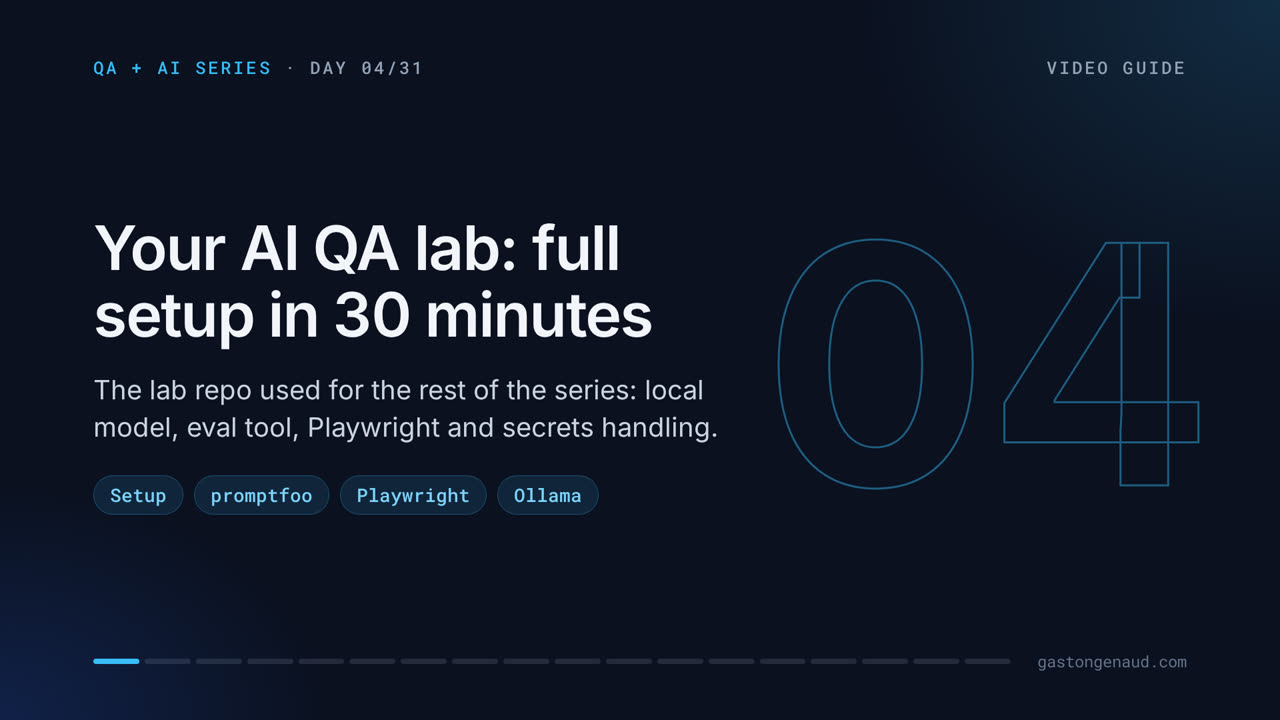 QA + AI SERIES · DAY 04/31
VIDEO GUIDE
Your AI QA lab: full
setup in 30 minutes
The lab repo used for the rest of the series: local
model, eval tool, Playwright and secrets handling.
Setup promptfoo Playwright Ollama
04
gastongenaud.com